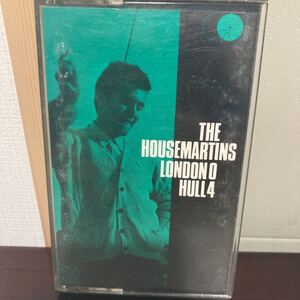 THE
HOUSEMARTINS
LONDON 0
HULL 4